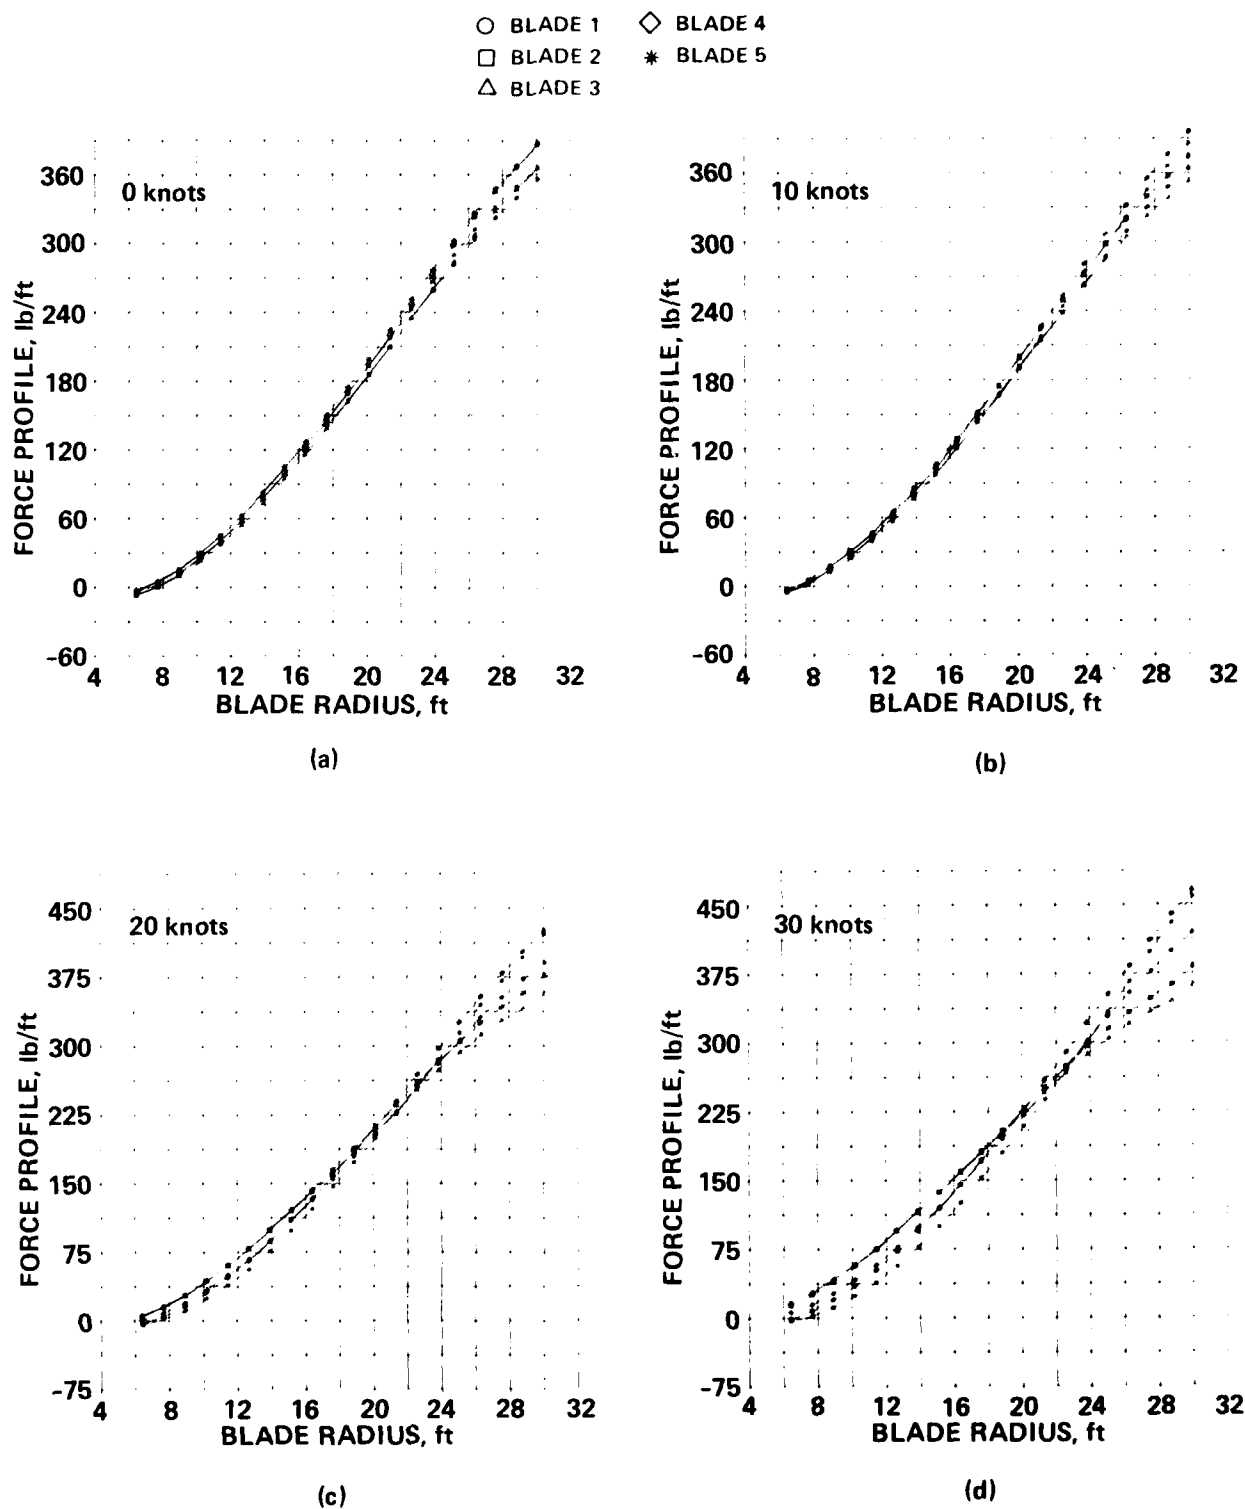 BLADE 1 BLADE 4
BLADE 2 BLADE 5
BLADE 3
0 knots
FORCE PROFILE, lb/ft
360
300
240
180
120
60
0
-60
4 8 12 16 20 24 28 32
BLADE RADIUS, ft
(a)
10 knots
FORCE PROFILE, lb/ft
360
300
240
180
120
60
0
-60
4 8 12 16 20 24 28 32
BLADE RADIUS, ft
(b)
20 knots
FORCE PROFILE, lb/ft
450
375
300
225
150
75
0
-75
4 8 12 16 20 24 28 32
BLADE RADIUS, ft
(c)
30 knots
FORCE PROFILE, lb/ft
450
375
300
225
150
75
0
-75
4 8 12 16 20 24 28 32
BLADE RADIUS, ft
(d)